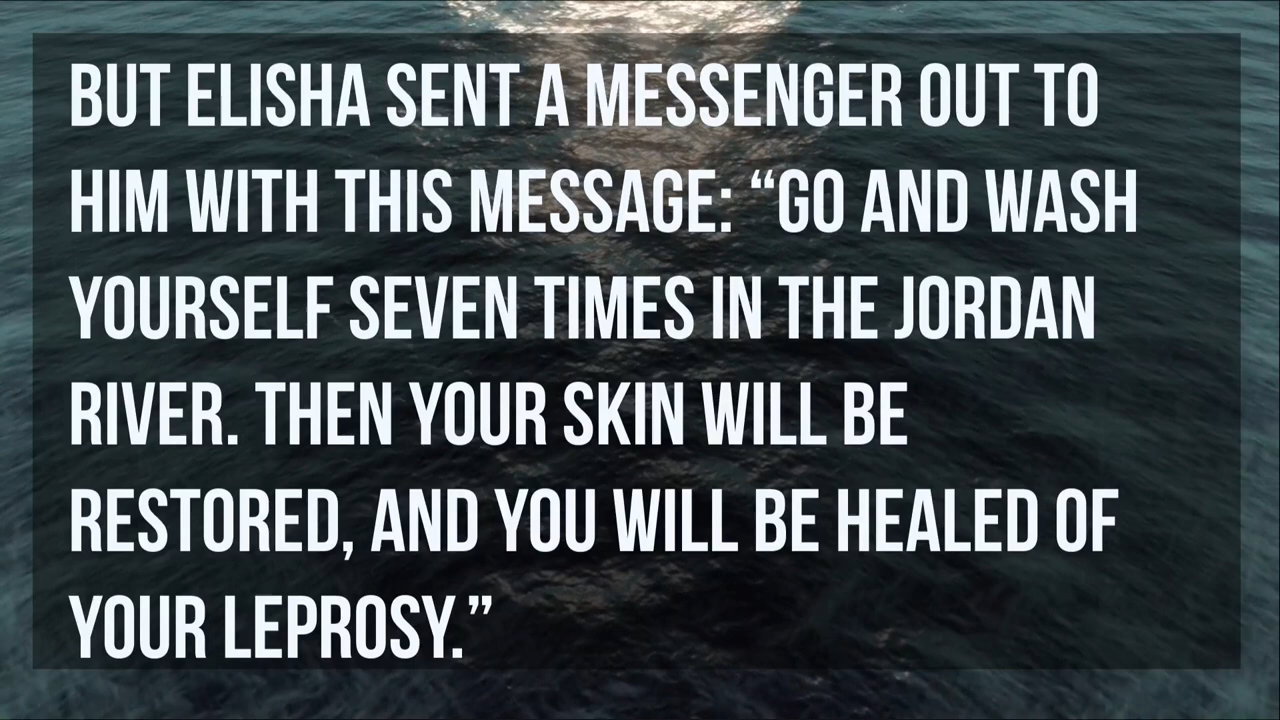 BUT ELISHA SENT A MESSENGER OUT TO
HIM WITH THIS MESSAGE: “GO AND WASH
YOURSELF SEVEN TIMES IN THE JORDAN
RIVER. THEN YOUR SKIN WILL BE
RESTORED, AND YOU WILL BE HEALED OF
YOUR LEPROSY.”